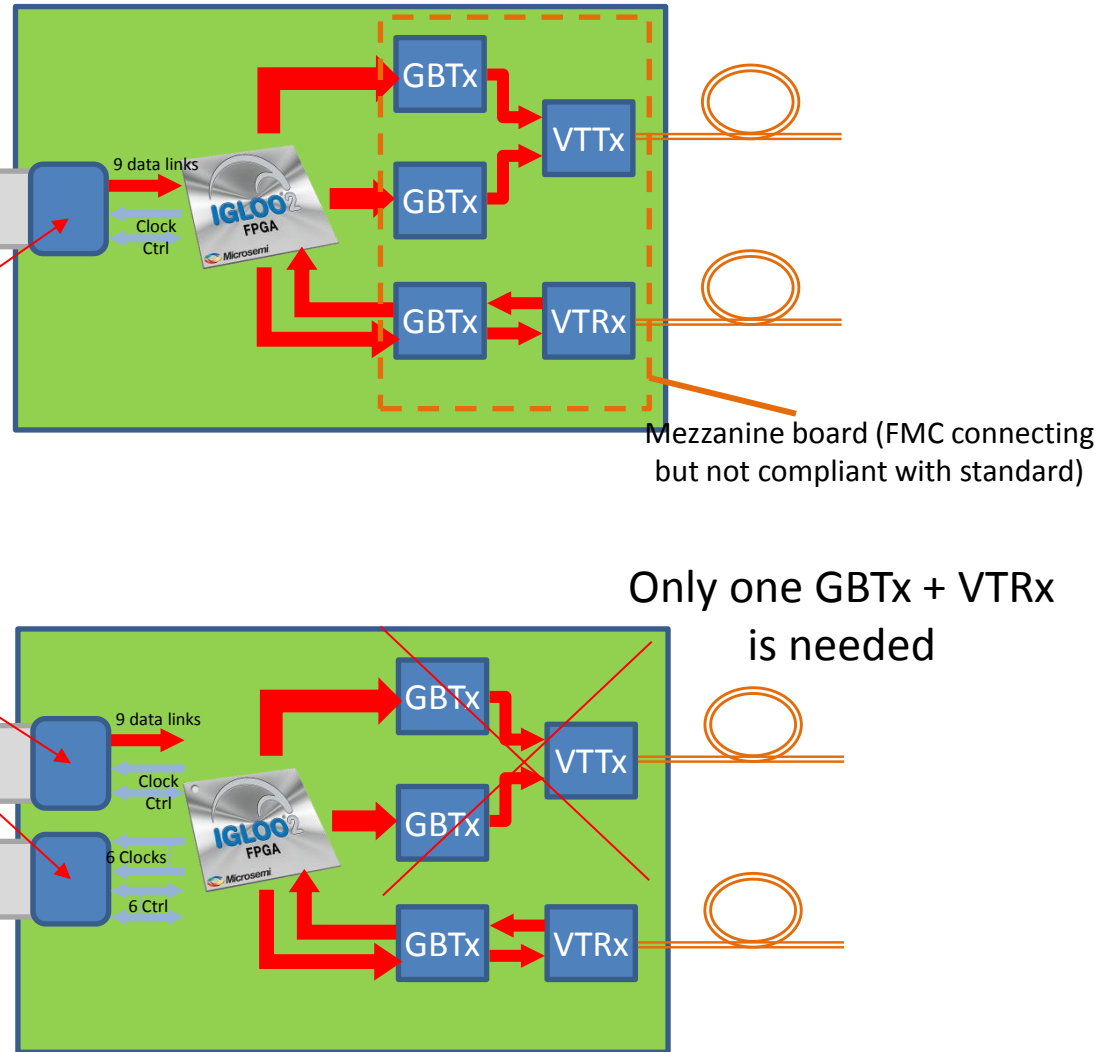 GBTx
VTTx
9 data links
GBTx
IGLOO2
FPGA
Clock
Ctrl
Microsemi
GBTx
VTRx
Mezzanine board (FMC connecting
but not compliant with standard)
Only one GBTx + VTRx
is needed
GBTx
9 data links
VTTx
Clock
Ctrl
GBTx
IGLOO2
FPGA
6 Clocks
Microsemi
6 Ctrl
GBTx
VTRx